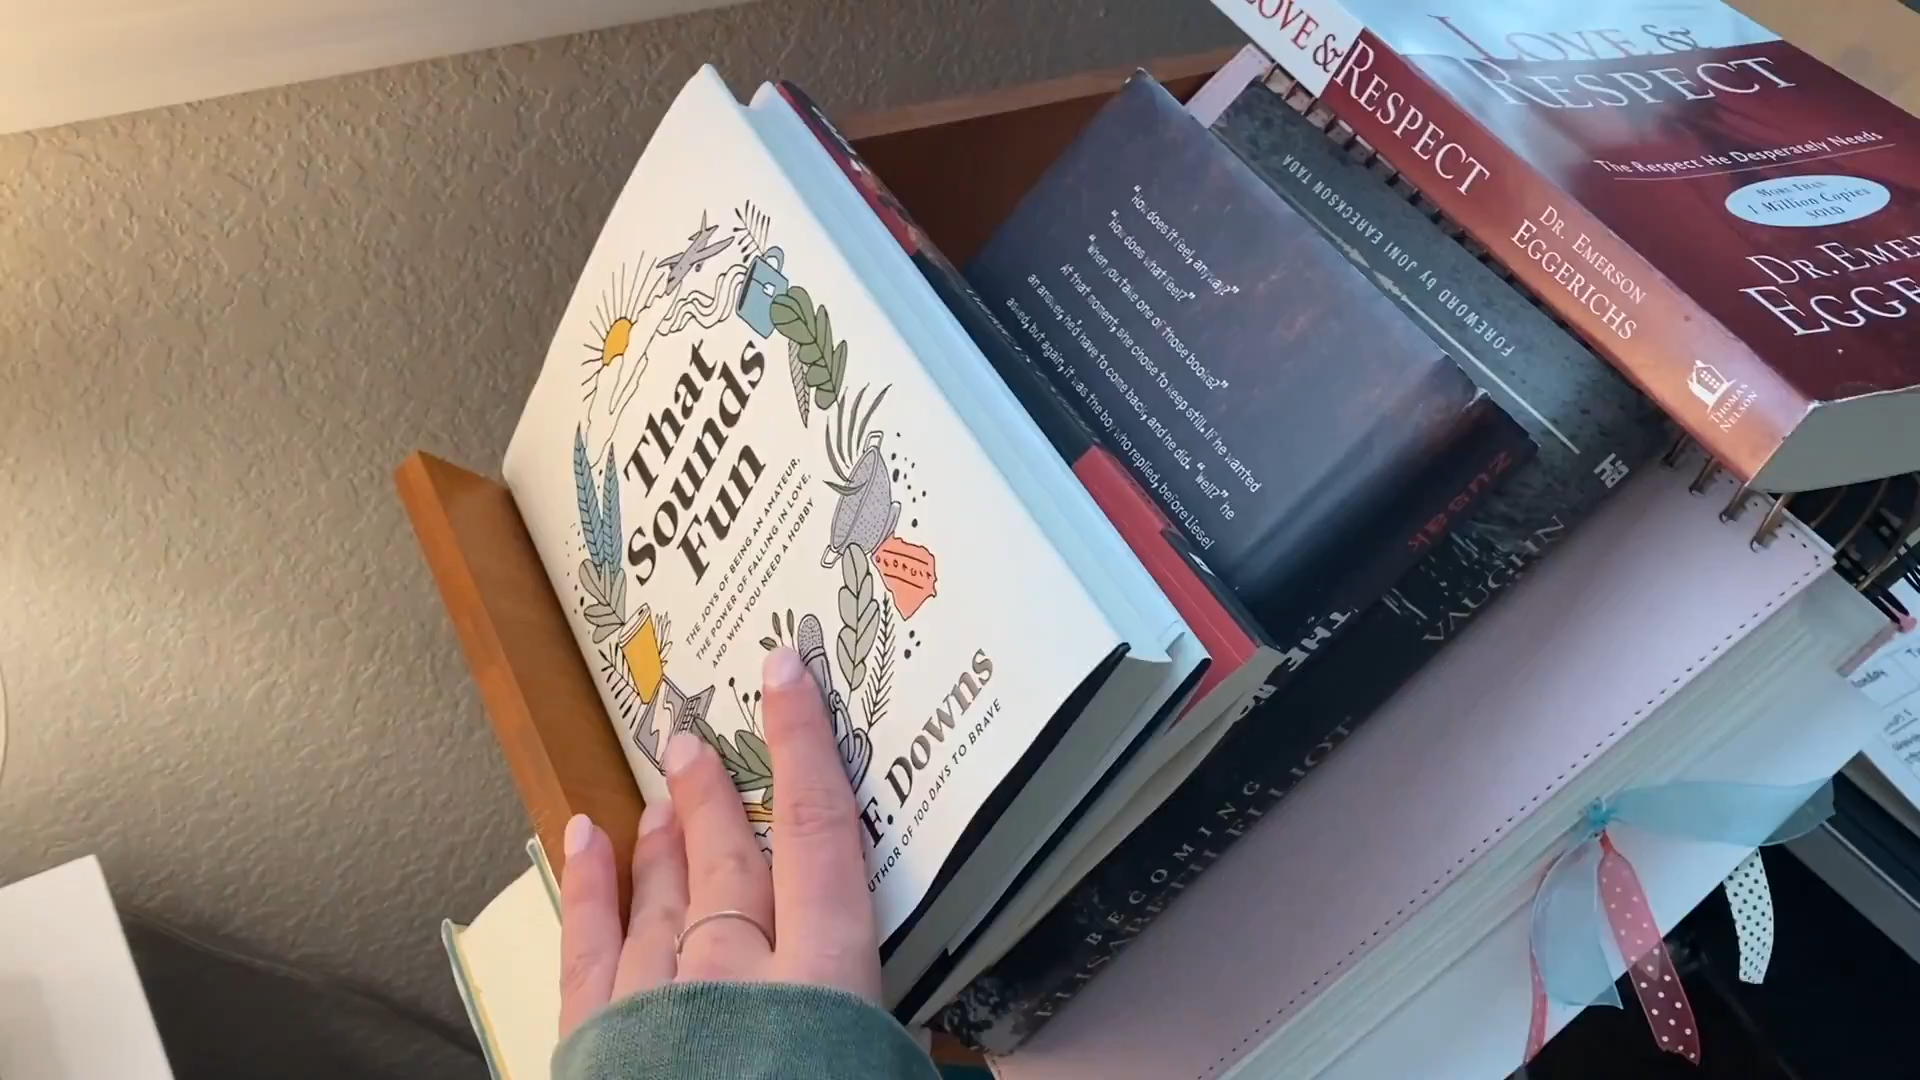 That
Sounds
Fun
THE JOYS OF BEING AN AMATEUR,
THE POWER OF FALLING IN LOVE,
AND WHY YOU NEED A HOBBY
GEORGIA
F. DOWNS
AUTHOR OF 100 DAYS TO BRAVE
"How does it feel, anyway?"
"How does what feel?"
"When you take one of those books?"
At that moment, she chose to keep still. If he wanted
an answer, he'd have to come back, and he did. "Well?" he
asked, but again, it was the boy who replied, before Liesel
ZUSAK
THE
FOREWORD by JONI EARECKSON TADA
VAUGHN
BECOMING
ELISABETH ELLIOT
BH
LOVE &
RESPECT
DR. EMERSON
EGGERICHS
THOMAS
NELSON
LOVE &
RESPECT
The Respect He Desperately Needs
MORE THAN
1 Million Copies
SOLD
DR. EME
EGGE